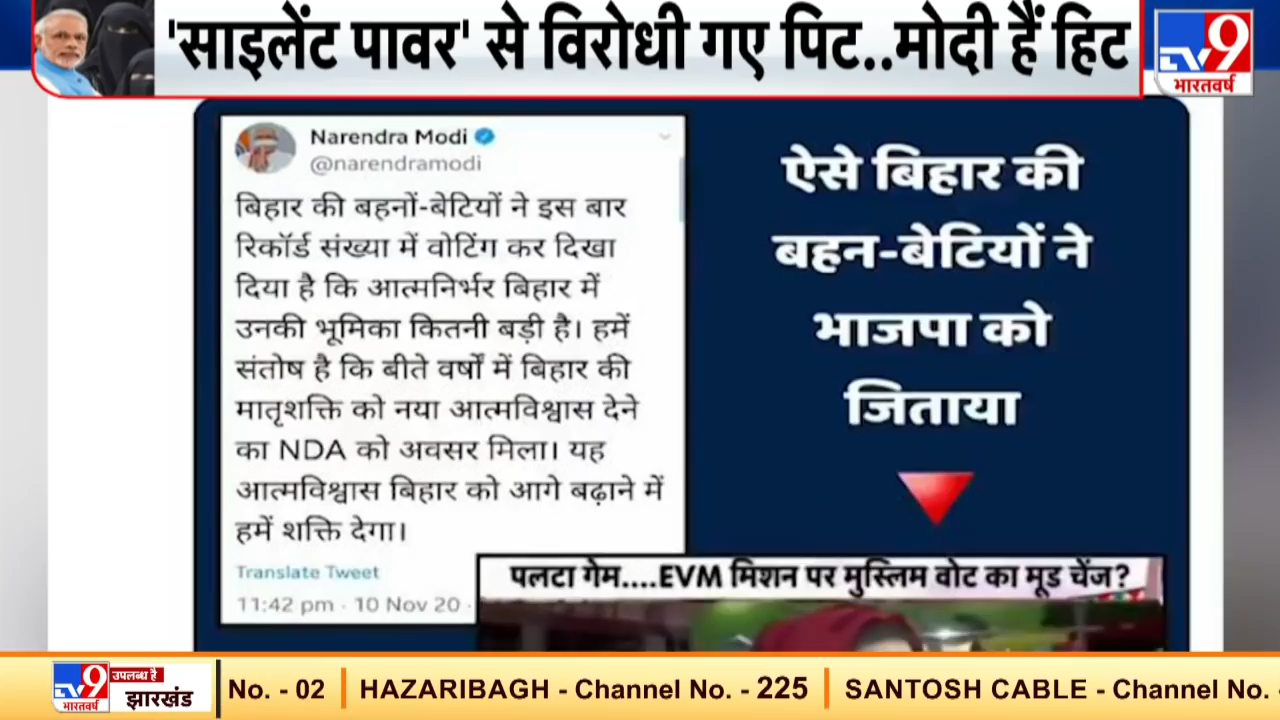 'साइलेंट पावर' से विरोधी गए पिट..मोदी हैं हिट
TV9
भारतवर्ष
Narendra Modi
@narendramodi
बिहार की बहनों-बेटियों ने इस बार
रिकॉर्ड संख्या में वोटिंग कर दिखा
दिया है कि आत्मनिर्भर बिहार में
उनकी भूमिका कितनी बड़ी है। हमें
संतोष है कि बीते वर्षों में बिहार की
मातृशक्ति को नया आत्मविश्वास देने
का NDA को अवसर मिला। यह
आत्मविश्वास बिहार को आगे बढ़ाने में
हमें शक्ति देगा।
Translate Tweet
11:42 pm · 10 Nov 20 ·
ऐसे बिहार की
बहन-बेटियों ने
भाजपा को
जिताया
पलटा गेम....EVM मिशन पर मुस्लिम वोट का मूड चेंज?
TV9
भारतवर्ष
उपलब्ध है
झारखंड
No. - 02 | HAZARIBAGH - Channel No. - 225 | SANTOSH CABLE - Channel No. -